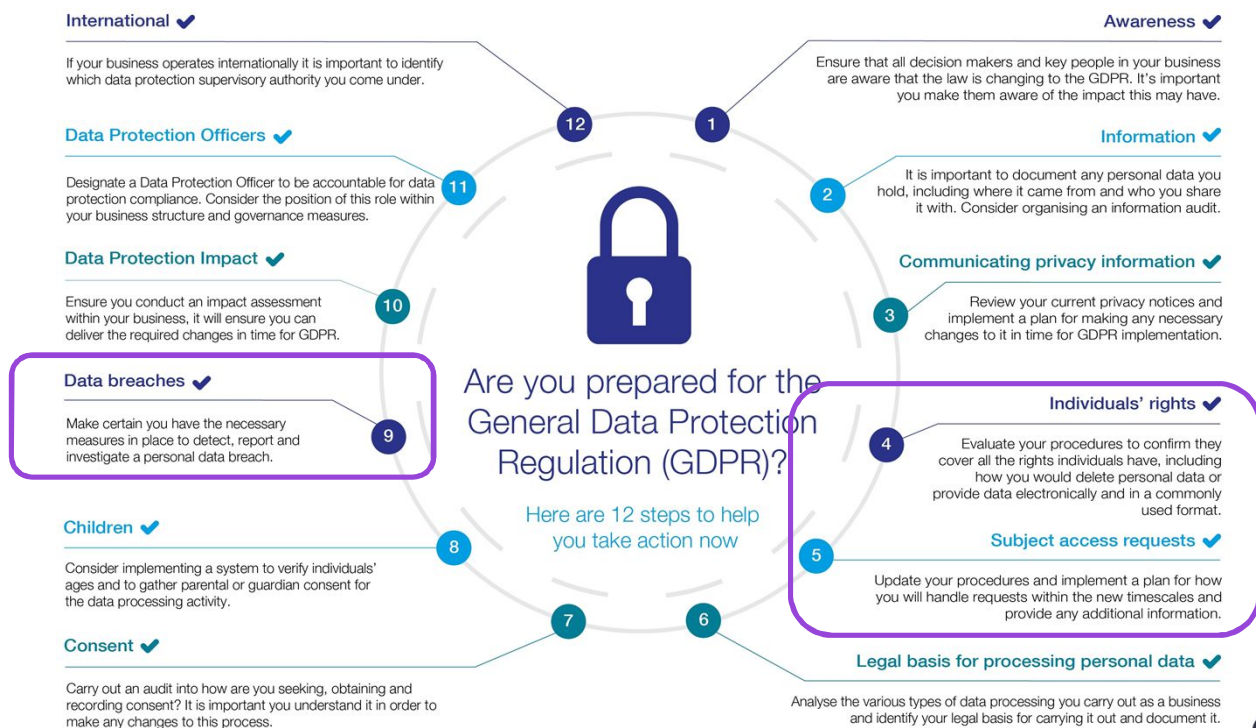 International
If your business operates internationally it is important to identify
which data protection supervisory authority you come under.
12
Awareness
Ensure that all decision makers and key people in your business
are aware that the law is changing to the GDPR. It's important
you make them aware of the impact this may have.
1
Information
It is important to document any personal data you
hold, including where it came from and who you share
it with. Consider organising an information audit.
2
Communicating privacy information
Review your current privacy notices and
implement a plan for making any necessary
changes to it in time for GDPR implementation.
3
Individuals' rights
Evaluate your procedures to confirm they
cover all the rights individuals have, including
how you would delete personal data or
provide data electronically and in a commonly
used format.
4
Subject access requests
Update your procedures and implement a plan for how
you will handle requests within the new timescales and
provide any additional information.
5
Legal basis for processing personal data
Analyse the various types of data processing you carry out as a business
and identify your legal basis for carrying it out and document it.
6
Consent
Carry out an audit into how are you seeking, obtaining and
recording consent? It is important you understand it in order to
make any changes to this process.
7
Children
Consider implementing a system to verify individuals'
ages and to gather parental or guardian consent for
the data processing activity.
8
Data breaches
Make certain you have the necessary
measures in place to detect, report and
investigate a personal data breach.
9
Data Protection Impact
Ensure you conduct an impact assessment
within your business, it will ensure you can
deliver the required changes in time for GDPR.
10
Data Protection Officers
Designate a Data Protection Officer to be accountable for data
protection compliance. Consider the position of this role within
your business structure and governance measures.
11
Are you prepared for the
General Data Protection
Regulation (GDPR)?
Here are 12 steps to help
you take action now